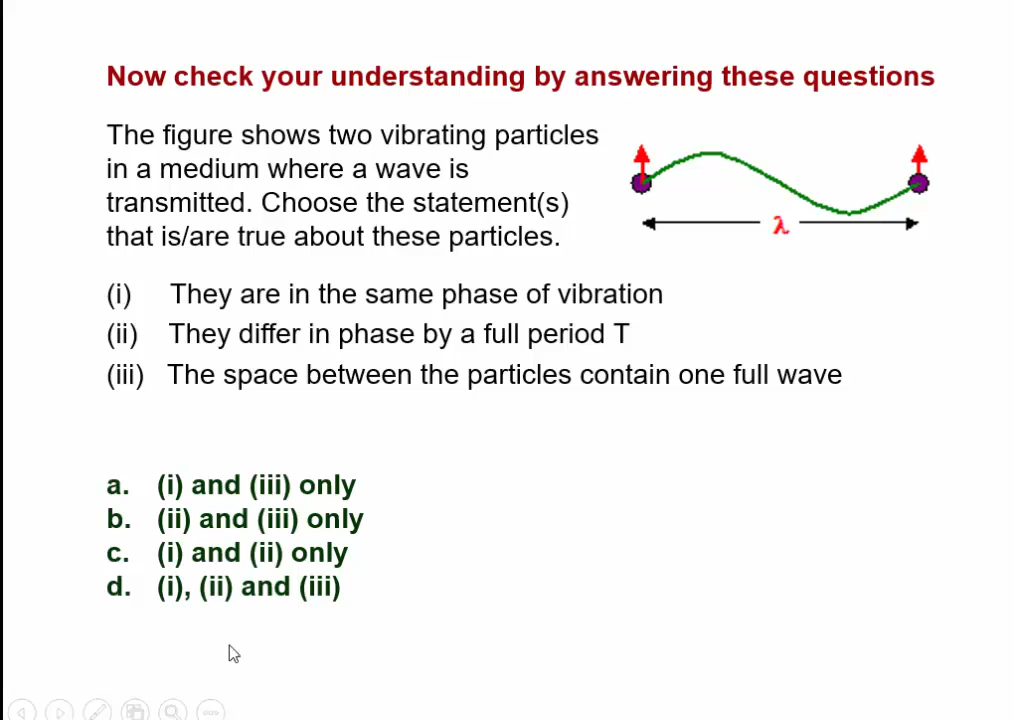 Now check your understanding by answering these questions
The figure shows two vibrating particles
in a medium where a wave is
transmitted. Choose the statement(s)
that is/are true about these particles.
λ
(i) They are in the same phase of vibration
(ii) They differ in phase by a full period T
(iii) The space between the particles contain one full wave
a. (i) and (iii) only
b. (ii) and (iii) only
c. (i) and (ii) only
d. (i), (ii) and (iii)